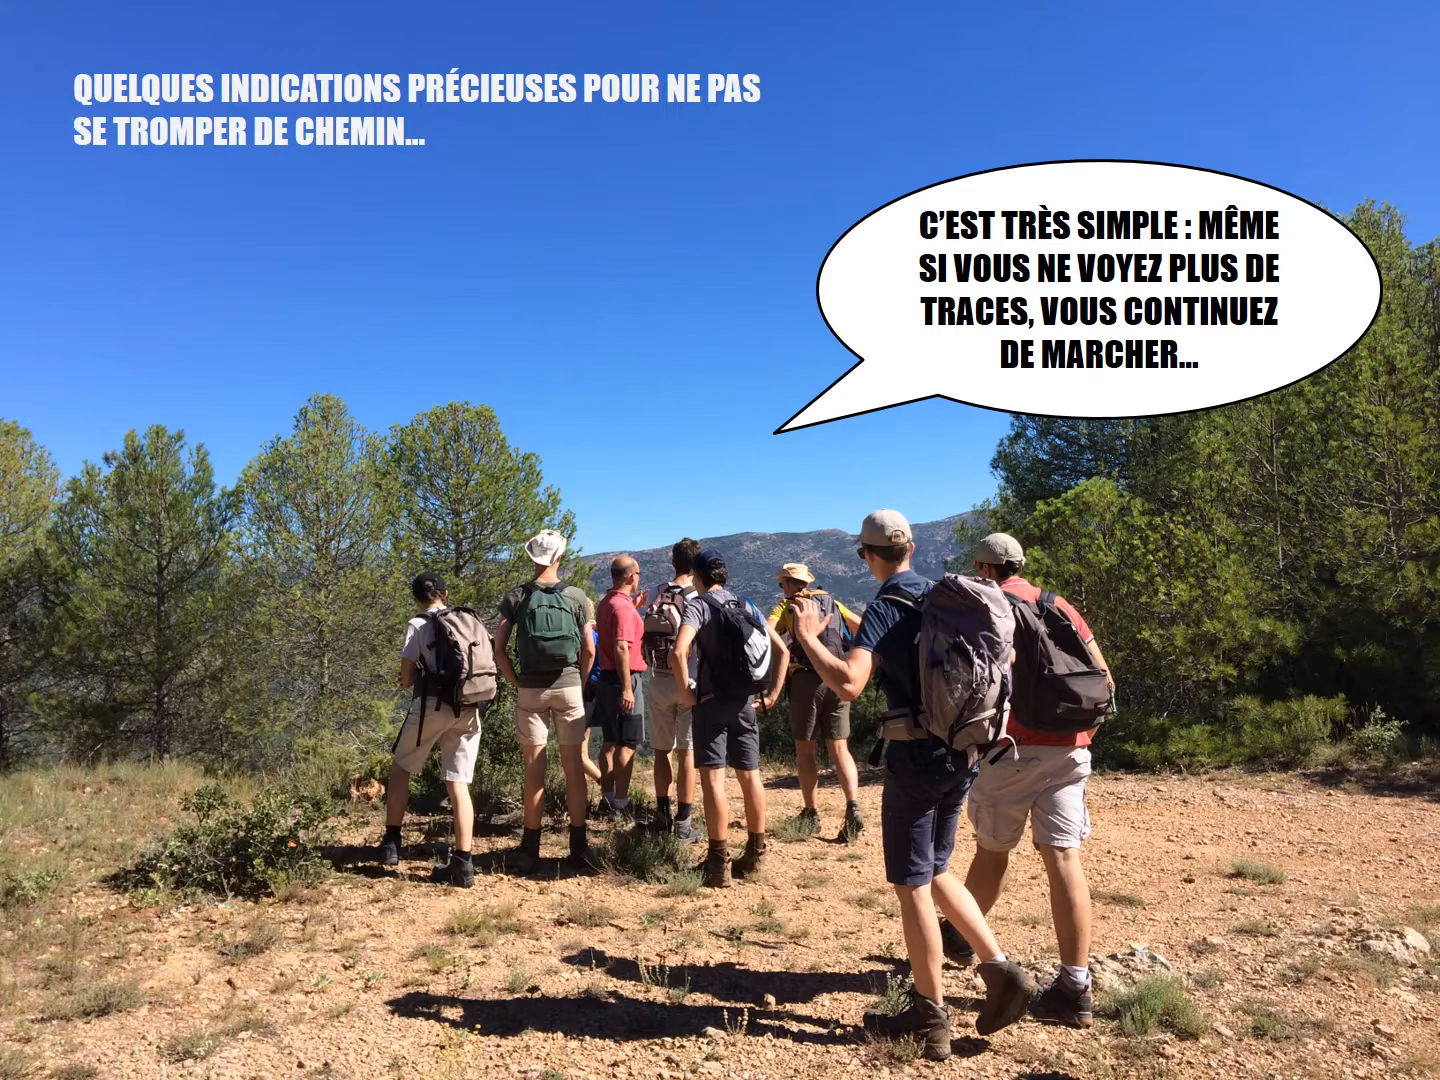 QUELQUES INDICATIONS PRÉCIEUSES POUR NE PAS
SE TROMPER DE CHEMIN...
C’EST TRÈS SIMPLE : MÊME
SI VOUS NE VOYEZ PLUS DE
TRACES, VOUS CONTINUEZ
DE MARCHER...